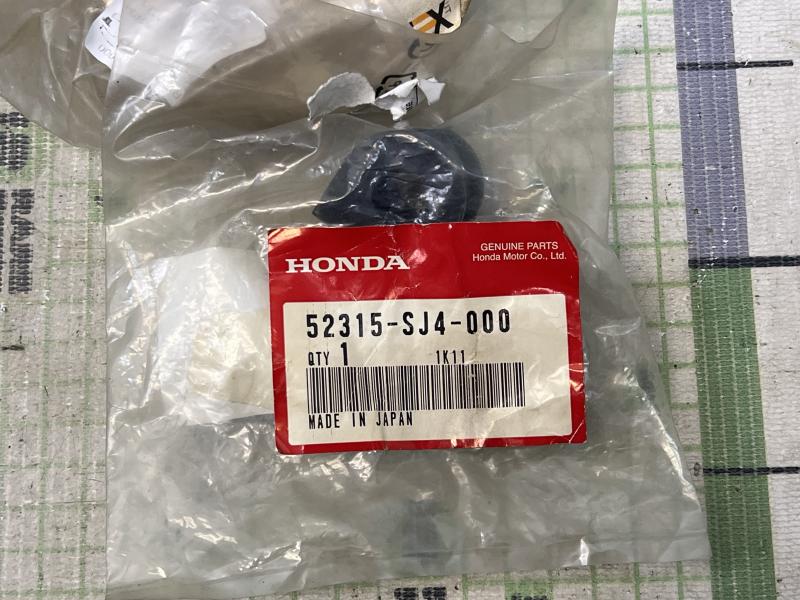 HONDA
GENUINE PARTS
Honda Motor Co., Ltd.
52315-SJ4-000
QTY 1 1K11
MADE IN JAPAN